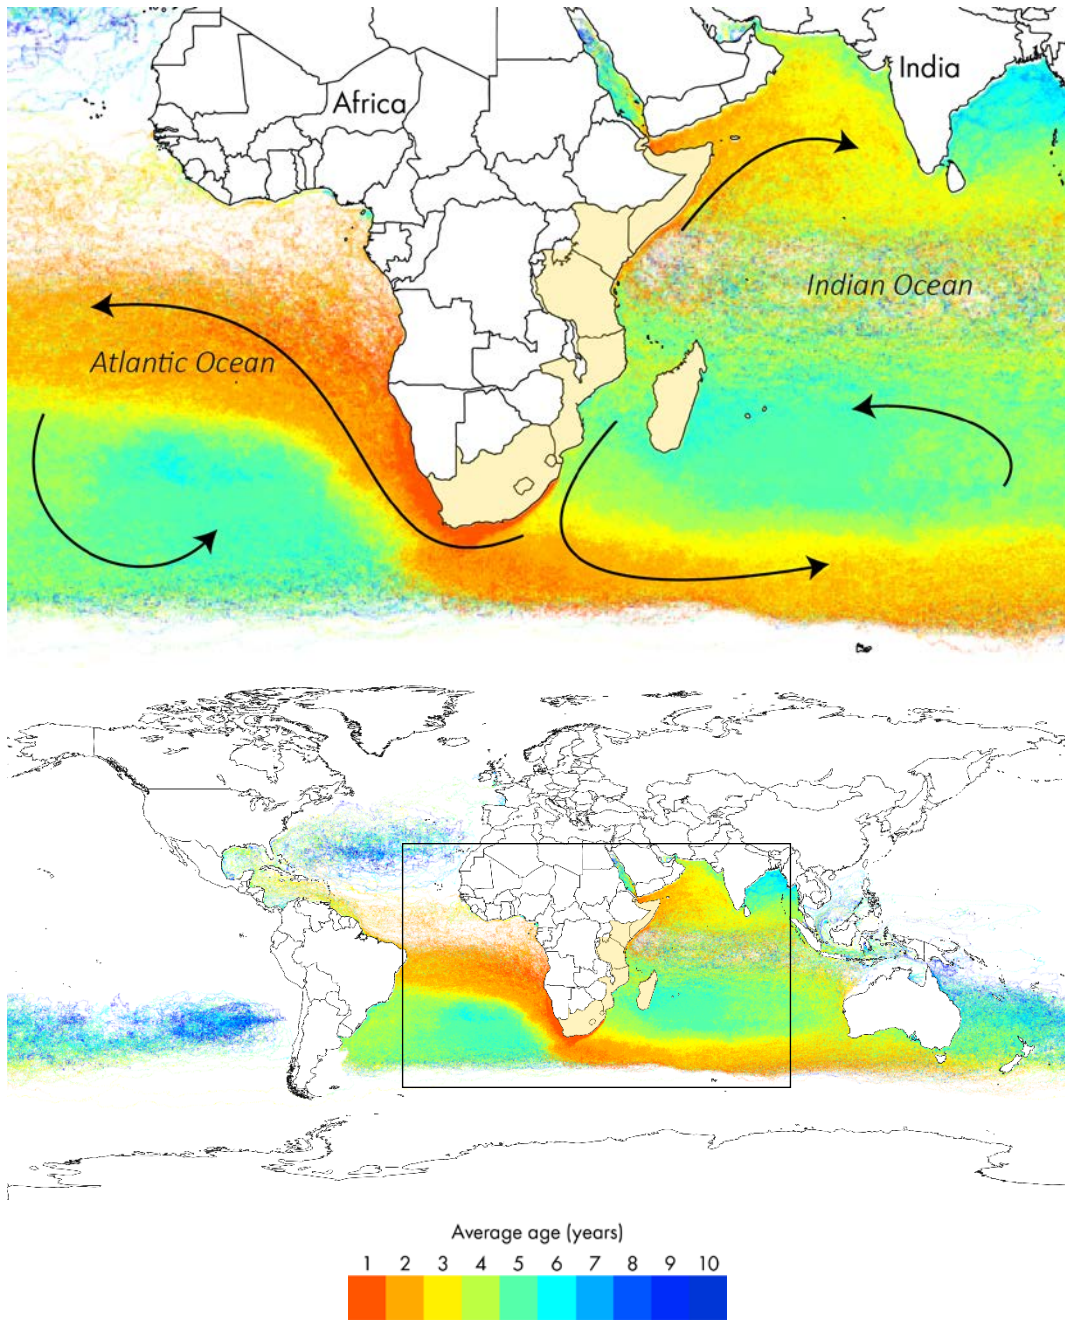 Africa
India
Indian Ocean
Atlantic Ocean
Average age (years)
1 2 3 4 5 6 7 8 9 10